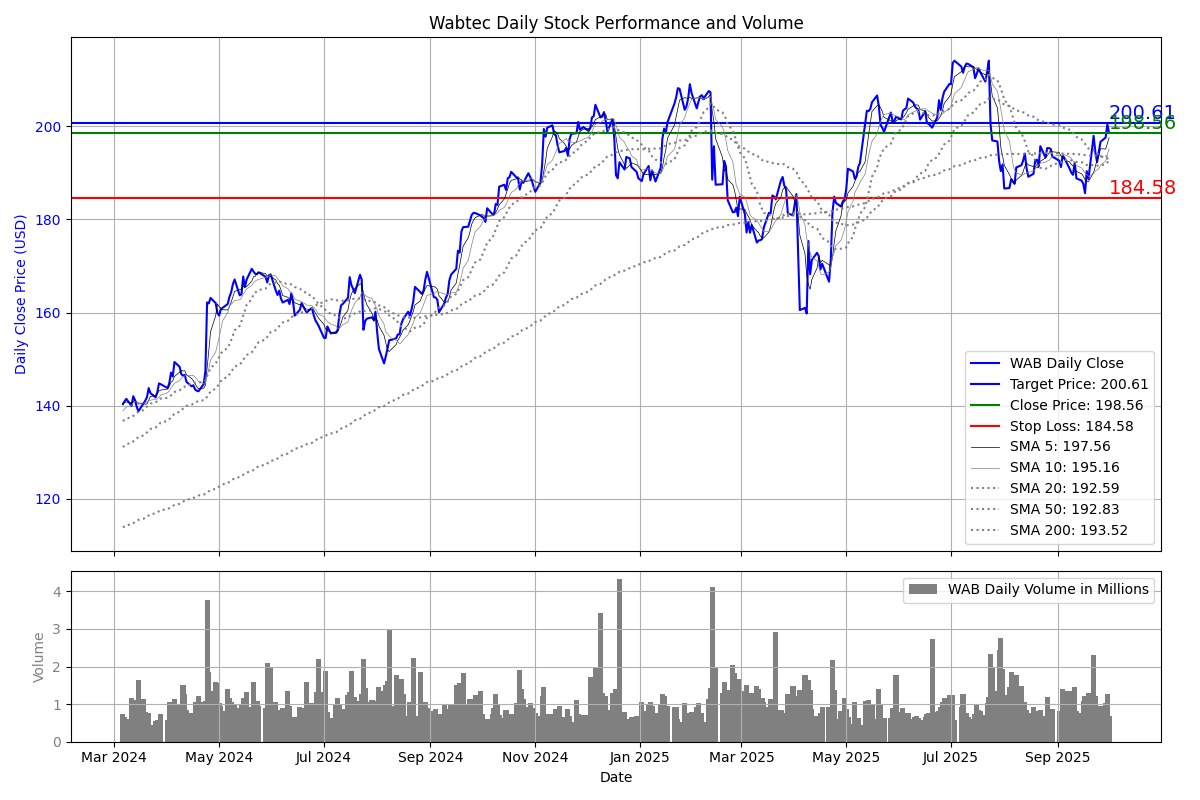 Wabtec Daily Stock Performance and Volume
Daily Close Price (USD)
200
180
160
140
120
200.61
198.56
184.58
WAB Daily Close
Target Price: 200.61
Close Price: 198.56
Stop Loss: 184.58
SMA 5: 197.56
SMA 10: 195.16
SMA 20: 192.59
SMA 50: 192.83
SMA 200: 193.52
Volume
4
3
2
1
0
WAB Daily Volume in Millions
Mar 2024 May 2024 Jul 2024 Sep 2024 Nov 2024 Jan 2025 Mar 2025 May 2025 Jul 2025 Sep 2025
Date